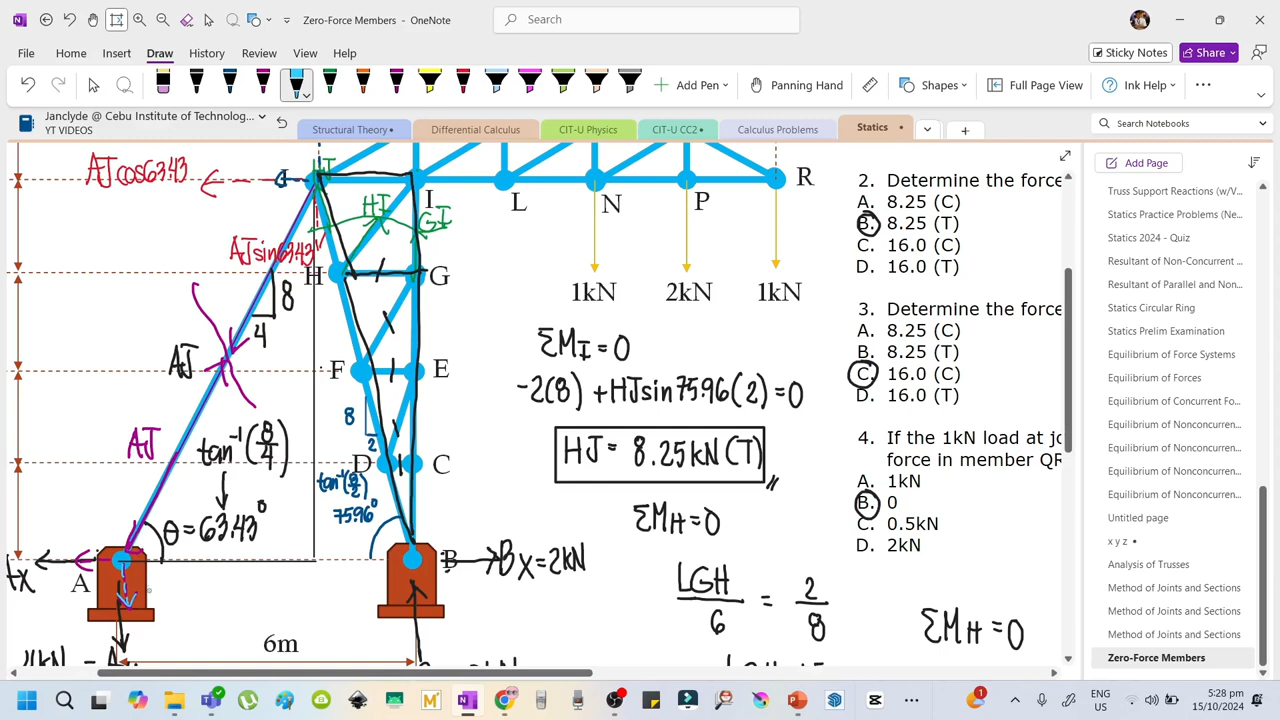 Zero-Force Members - OneNote
Search
File Home Insert Draw History Review View Help
Sticky Notes
Share
Add Pen
Panning Hand
Shapes
Full Page View
Ink Help
Janclyde @ Cebu Institute of Technolog...
YT VIDEOS
Structural Theory
Differential Calculus
CIT-U Physics
CIT-U CC2
Calculus Problems
Statics
Search Notebooks
Add Page
Truss Support Reactions (w/V...
Statics Practice Problems (Ne...
Statics 2024 - Quiz
Resultant of Non-Concurrent ...
Resultant of Parallel and Non...
Statics Circular Ring
Statics Prelim Examination
Equilibrium of Force Systems
Equilibrium of Forces
Equilibrium of Concurrent Fo...
Equilibrium of Nonconcurren...
Equilibrium of Nonconcurren...
Equilibrium of Nonconcurren...
Equilibrium of Nonconcurren...
Untitled page
x y z
Analysis of Trusses
Method of Joints and Sections
Method of Joints and Sections
Method of Joints and Sections
Zero-Force Members
AJcos63.43
J
HJ
I
L
N
P
R
HI
GI
AJsin63.43
H
G
8
4
1kN
2kN
1kN
AJ
F
E
8
2
AJ
tan⁻¹(8/4)
D
C
tan⁻¹(8/2)
75.96°
θ = 63.43°
A
B
Bx = 2kN
6m
ΣM_I = 0
-2(8) + HJsin75.96(2) = 0
HJ = 8.25kN(T)
ΣM_H = 0
LGH/6 = 2/8
ΣM_H = 0
2. Determine the force
A. 8.25 (C)
B. 8.25 (T)
C. 16.0 (C)
D. 16.0 (T)
3. Determine the force
A. 8.25 (C)
B. 8.25 (T)
C. 16.0 (C)
D. 16.0 (T)
4. If the 1kN load at jo
force in member QR
A. 1kN
B. 0
C. 0.5kN
D. 2kN
1
ENG
US
5:28 pm
15/10/2024